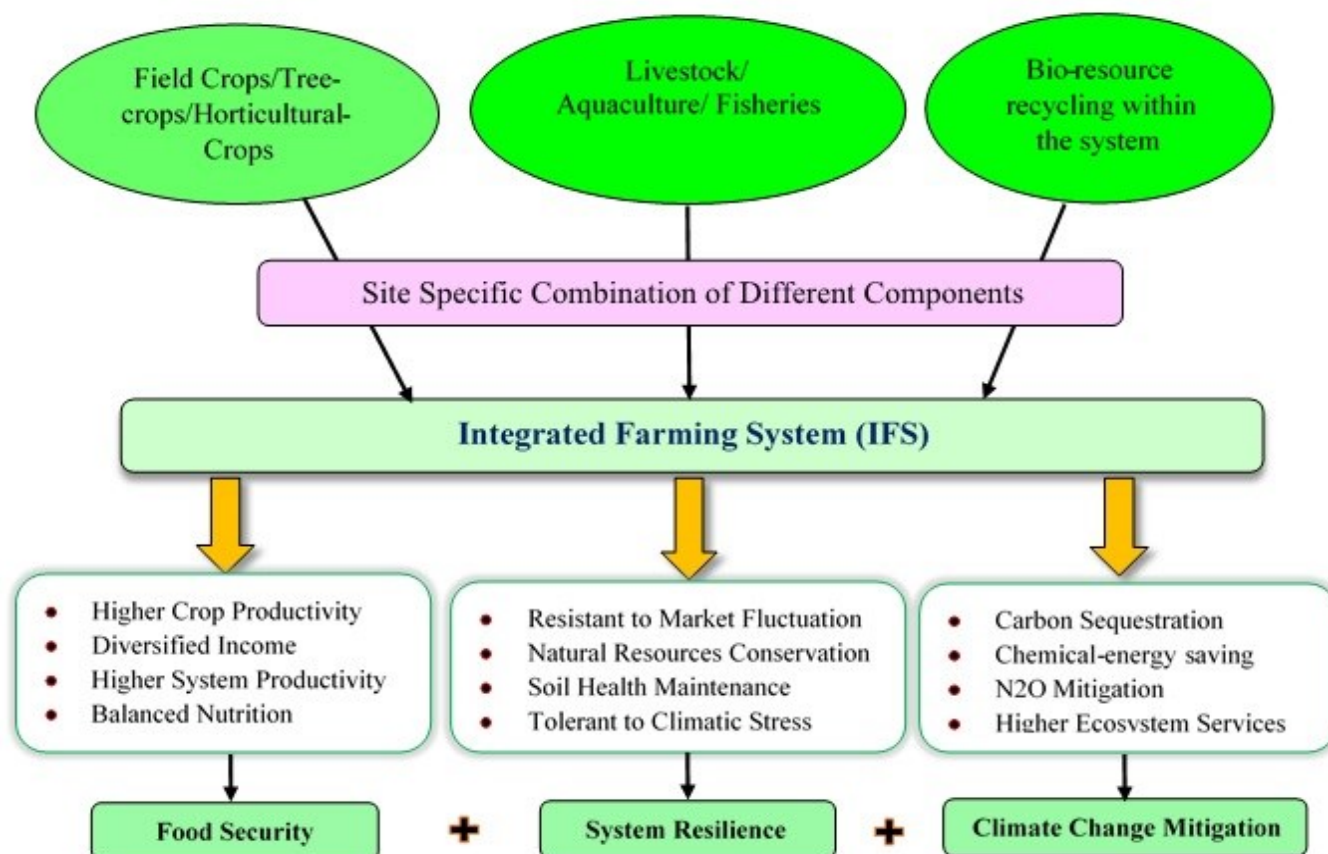 Field Crops/Tree-
crops/Horticultural-
Crops
Livestock/
Aquaculture/ Fisheries
Bio-resource
recycling within
the system
Site Specific Combination of Different Components
Integrated Farming System (IFS)
Higher Crop Productivity
Diversified Income
Higher System Productivity
Balanced Nutrition
Resistant to Market Fluctuation
Natural Resources Conservation
Soil Health Maintenance
Tolerant to Climatic Stress
Carbon Sequestration
Chemical-energy saving
N2O Mitigation
Higher Ecosystem Services
Food Security + System Resilience + Climate Change Mitigation